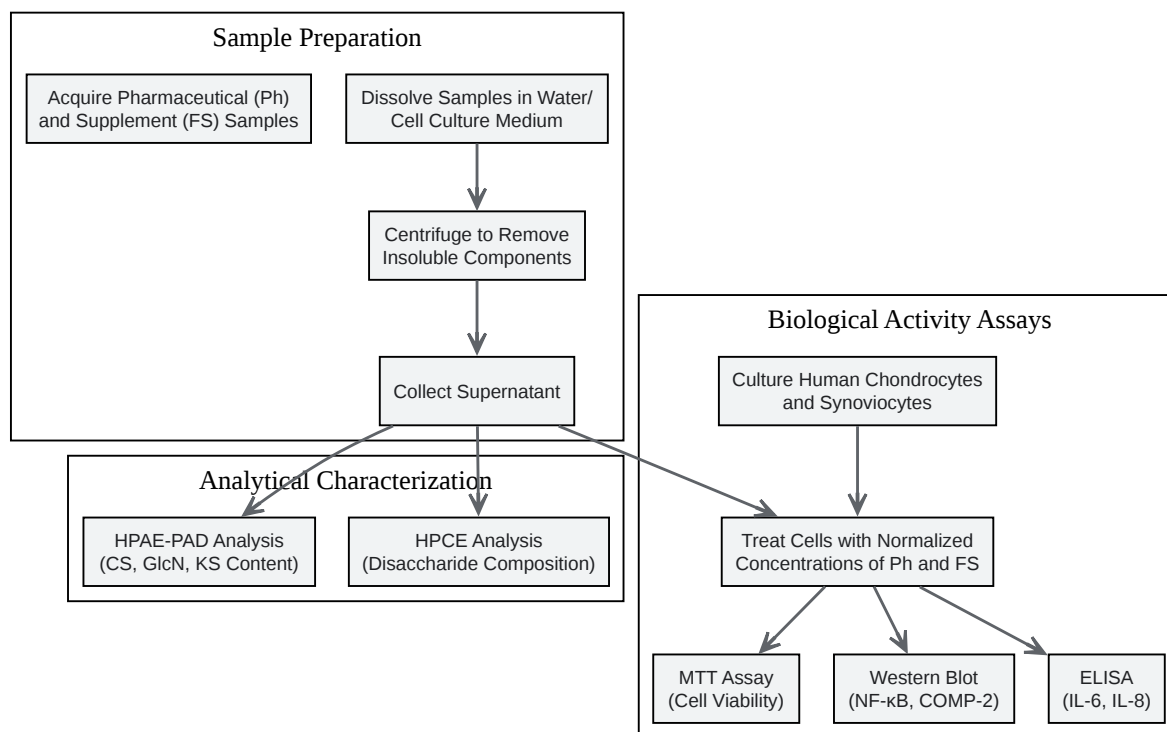 Sample Preparation
Acquire Pharmaceutical (Ph)
and Supplement (FS) Samples
Dissolve Samples in Water/
Cell Culture Medium
Centrifuge to Remove
Insoluble Components
Collect Supernatant
Analytical Characterization
HPAE-PAD Analysis
(CS, GlcN, KS Content)
HPCE Analysis
(Disaccharide Composition)
Biological Activity Assays
Culture Human Chondrocytes
and Synoviocytes
Treat Cells with Normalized
Concentrations of Ph and FS
MTT Assay
(Cell Viability)
Western Blot
(NF-κB, COMP-2)
ELISA
(IL-6, IL-8)